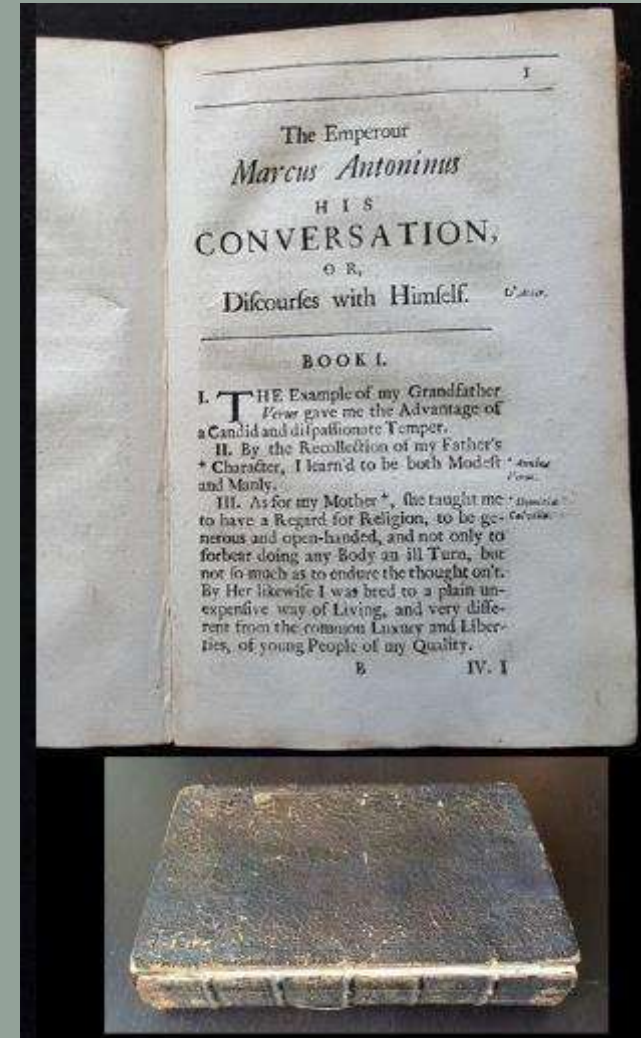 1
The Emperour
Marcus Antoninus
HIS
CONVERSATION,
OR,
Diſcourſes with Himſelf.
BOOK I.
I. THE Example of my Grandfather
Verus gave me the Advantage of
a Candid and diſpaſſionate Temper.
II. By the Recollection of my Father's
* Character, I learn'd to be both Modeſt
and Manly.
III. As for my Mother *, ſhe taught me
to have a Regard for Religion, to be ge-
nerous and open-handed, and not only to
forbear doing any Body an ill Turn, but
not ſo much as to endure the thought on't.
By Her likewiſe I was bred to a plain un-
expenſive way of Living, and very diffe-
rent from the common Luxury and Liber-
ties, of young People of my Quality.
B IV. I
* Annius
Verus.